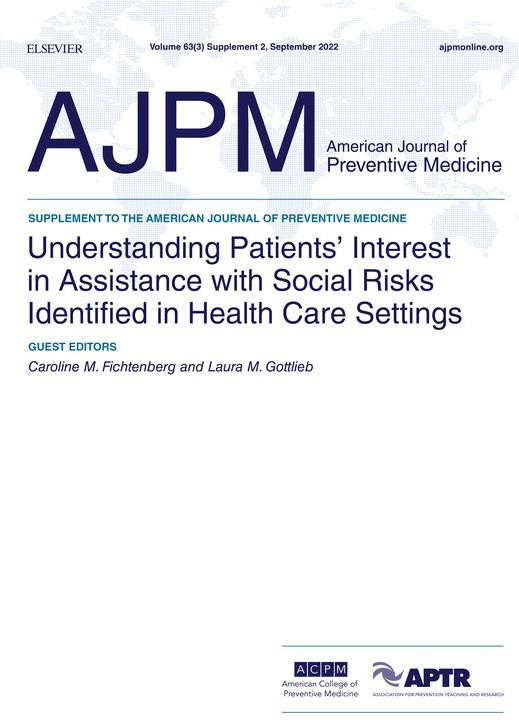 ELSEVIER
Volume 63(3) Supplement 2, September 2022
ajpmonline.org
AJPM
American Journal of
Preventive Medicine
SUPPLEMENT TO THE AMERICAN JOURNAL OF PREVENTIVE MEDICINE
Understanding Patients’ Interest
in Assistance with Social Risks
Identified in Health Care Settings
GUEST EDITORS
Caroline M. Fichtenberg and Laura M. Gottlieb
ACPM
American College of
Preventive Medicine
APTR
ASSOCIATION FOR PREVENTION TEACHING AND RESEARCH